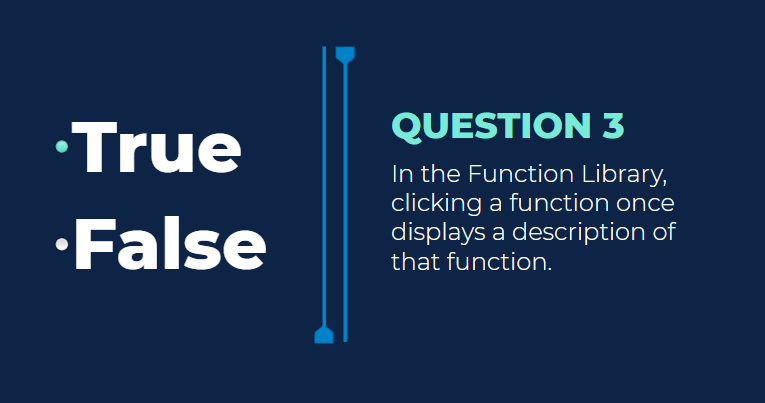 True
False
QUESTION 3
In the Function Library,
clicking a function once
displays a description of
that function.